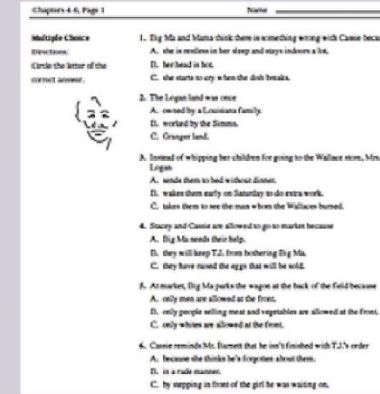 Chapters 4-6, Page 1
Name
Multiple Choice
Directions:
Circle the letter of the
correct answer.
1. Big Ma and Mama think there is something wrong with Cassie beca
A. she is restless in her sleep and stays indoors a lot.
B. her head is hot.
C. she starts to cry when the dish breaks.
2. The Logan land was once
A. owned by a Louisiana family.
B. worked by the Simms.
C. Granger land.
3. Instead of whipping her children for going to the Wallace store, Mrs
Logan
A. sends them to bed without dinner.
B. wakes them early on Saturday to do extra work.
C. takes them to see the man whom the Wallaces burned.
4. Stacey and Cassie are allowed to go to market because
A. Big Ma needs their help.
B. they will keep T.J. from bothering Big Ma.
C. they have raised the eggs that will be sold.
5. At market, Big Ma parks the wagon at the back of the field because
A. only men are allowed at the front.
B. only people selling meat and vegetables are allowed at the front.
C. only whites are allowed at the front.
6. Cassie reminds Mr. Barnett that he isn't finished with T.J.'s order
A. because she thinks he's forgotten about them.
B. in a rude manner.
C. by stepping in front of the girl he was waiting on.